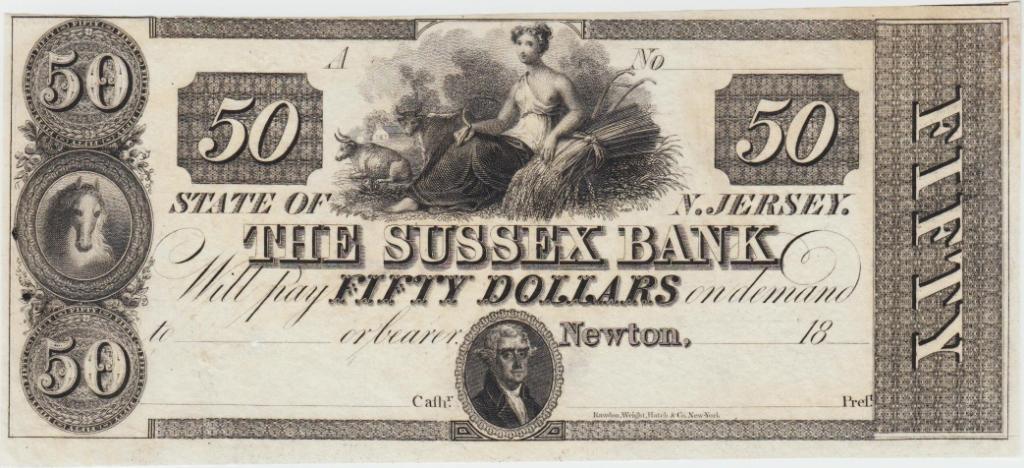 50
50
50
50
A
No
STATE OF
N. JERSEY.
THE SUSSEX BANK
Will pay FIFTY DOLLARS on demand
to or bearer. Newton, 18
Cashr.
Prest.
Rawdon, Wright, Hatch & Co. New-York
FIFTY